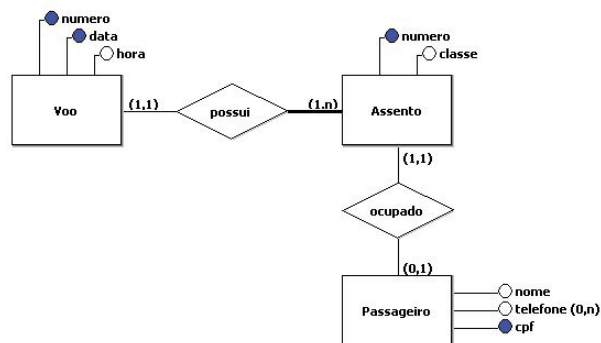 numero
data
hora
Voo
(1,1)
possui
(1.n)
numero
classe
Assento
(1,1)
ocupado
(0,1)
Passageiro
nome
telefone (0,n)
cpf